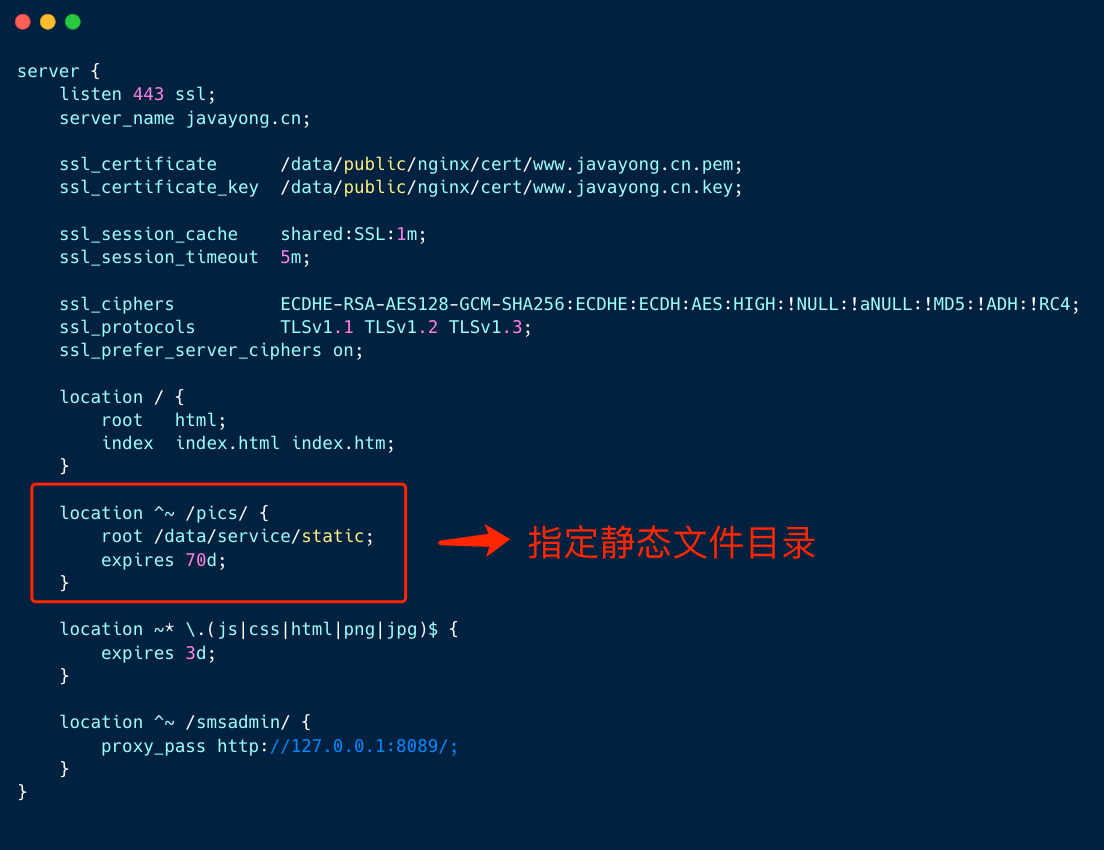 server {
    listen 443 ssl;
    server_name javayong.cn;

    ssl_certificate      /data/public/nginx/cert/www.javayong.cn.pem;
    ssl_certificate_key  /data/public/nginx/cert/www.javayong.cn.key;

    ssl_session_cache    shared:SSL:1m;
    ssl_session_timeout  5m;

    ssl_ciphers          ECDHE-RSA-AES128-GCM-SHA256:ECDHE:ECDH:AES:HIGH:!NULL:!aNULL:!MD5:!ADH:!RC4;
    ssl_protocols        TLSv1.1 TLSv1.2 TLSv1.3;
    ssl_prefer_server_ciphers on;

    location / {
        root   html;
        index  index.html index.htm;
    }

    location ^~ /pics/ {
        root /data/service/static;
        expires 70d;
    }
指定静态文件目录

    location ~* \.(js|css|html|png|jpg)$ {
        expires 3d;
    }

    location ^~ /smsadmin/ {
        proxy_pass http://127.0.0.1:8089/;
    }
}